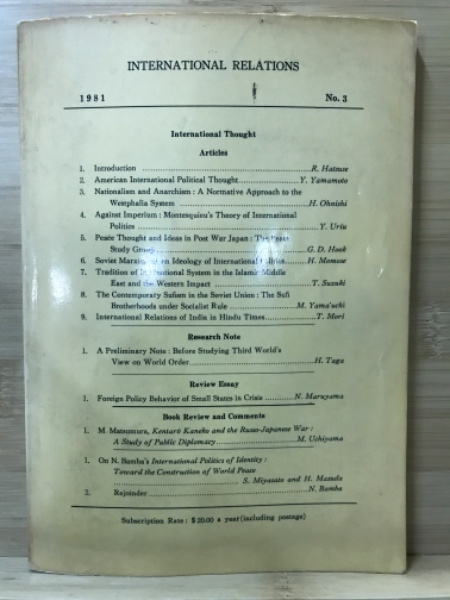 INTERNATIONAL RELATIONS
1981 No. 3
International Thought
Articles
1. Introduction ... R. Hatsuse
2. American International Political Thought ... Y. Yamamoto
3. Nationalism and Anarchism : A Normative Approach to the
Westphalia System ... H. Ohnishi
4. Against Imperium : Montesquieu's Theory of International
Politics ... Y. Uriu
5. Peace Thought and Ideas in Post War Japan : The Peace
Study Group ... G. D. Hook
6. Soviet Ideology of International Politics ... H. Momose
7. Tradition of International System in the Islamic Middle
East and the Western Impact ... T. Suzuki
8. The Contemporary Sufism in the Soviet Union : The Sufi
Brotherhoods under Socialist Rule ... M. Yama'uchi
9. International Relations of India in Hindu Times ... T. Mori
Research Note
1. A Preliminary Note : Before Studying Third World's
View on World Order ... H. Taga
Review Essay
1. Foreign Policy Behavior of Small States in Crisis ... N. Maruyama
Book Review and Comments
1. M. Matsumura, Kentarō Kaneko and the Russo-Japanese War :
A Study of Public Diplomacy ... M. Uchiyama
1. On N. Bamba's International Politics of Identity :
Toward the Construction of World Peace
... S. Miyasato and H. Masuda
2. Rejoinder ... N. Bamba
Subscription Rate : $20.00 a year (including postage)